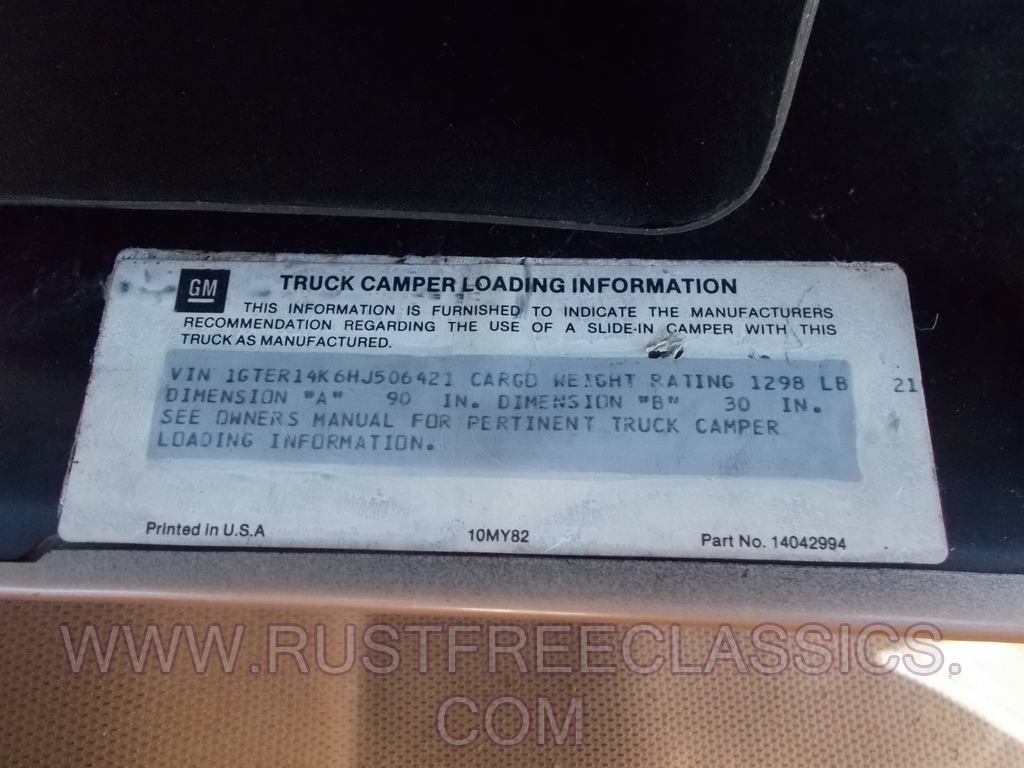 GM
TRUCK CAMPER LOADING INFORMATION
THIS INFORMATION IS FURNISHED TO INDICATE THE MANUFACTURERS
RECOMMENDATION REGARDING THE USE OF A SLIDE-IN CAMPER WITH THIS
TRUCK AS MANUFACTURED.
VIN 1GTER14K6HJ506421 CARGO WEIGHT RATING 1298 LB 21
DIMENSION "A" 90 IN. DIMENSION "B" 30 IN.
SEE OWNERS MANUAL FOR PERTINENT TRUCK CAMPER
LOADING INFORMATION.
Printed in U.S.A 10MY82 Part No. 14042994
WWW.RUSTFREECLASSICS.
COM